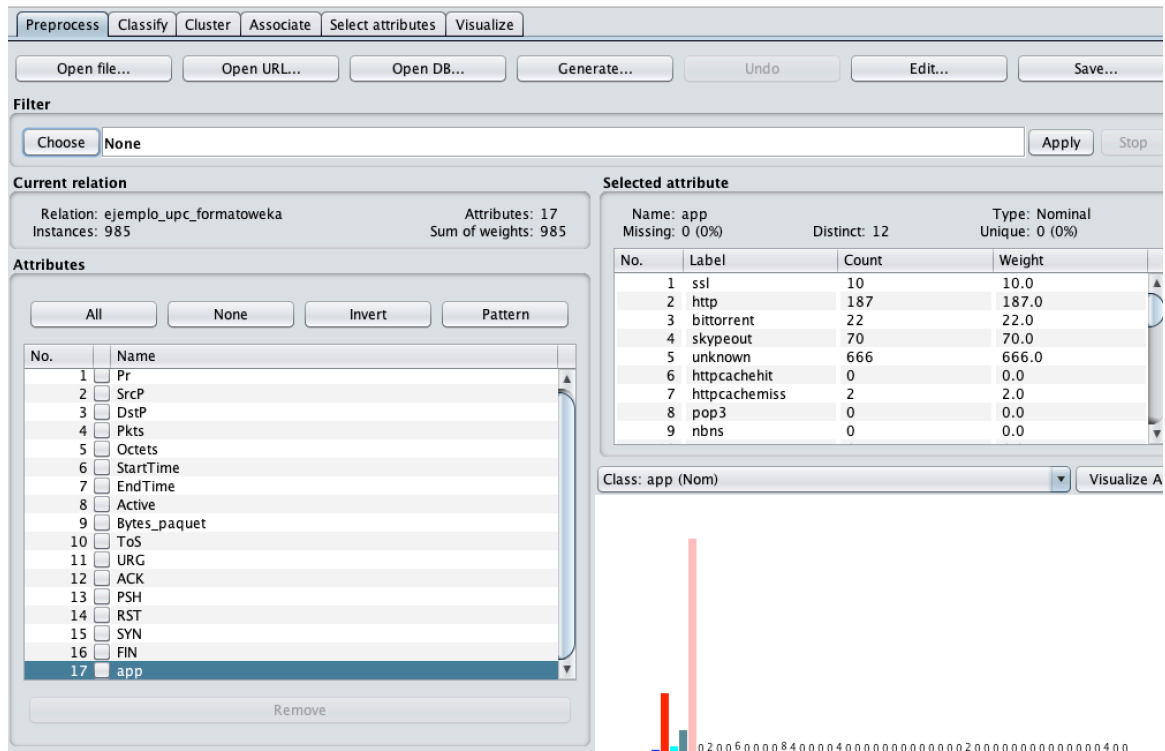 Preprocess Classify Cluster Associate Select attributes Visualize
Open file... Open URL... Open DB... Generate... Undo Edit... Save...
Filter
Choose None Apply Stop
Current relation
Relation: ejemplo_upc_formatoweka Attributes: 17
Instances: 985 Sum of weights: 985
Attributes
All None Invert Pattern
No. Name
1 Pr
2 SrcP
3 DstP
4 Pkts
5 Octets
6 StartTime
7 EndTime
8 Active
9 Bytes_paquet
10 ToS
11 URG
12 ACK
13 PSH
14 RST
15 SYN
16 FIN
17 app
Remove
Selected attribute
Name: app Type: Nominal
Missing: 0 (0%) Distinct: 12 Unique: 0 (0%)
No. Label Count Weight
1 ssl 10 10.0
2 http 187 187.0
3 bittorrent 22 22.0
4 skypeout 70 70.0
5 unknown 666 666.0
6 httpcachehit 0 0.0
7 httpcachemiss 2 2.0
8 pop3 0 0.0
9 nbns 0 0.0
Class: app (Nom) Visualize A